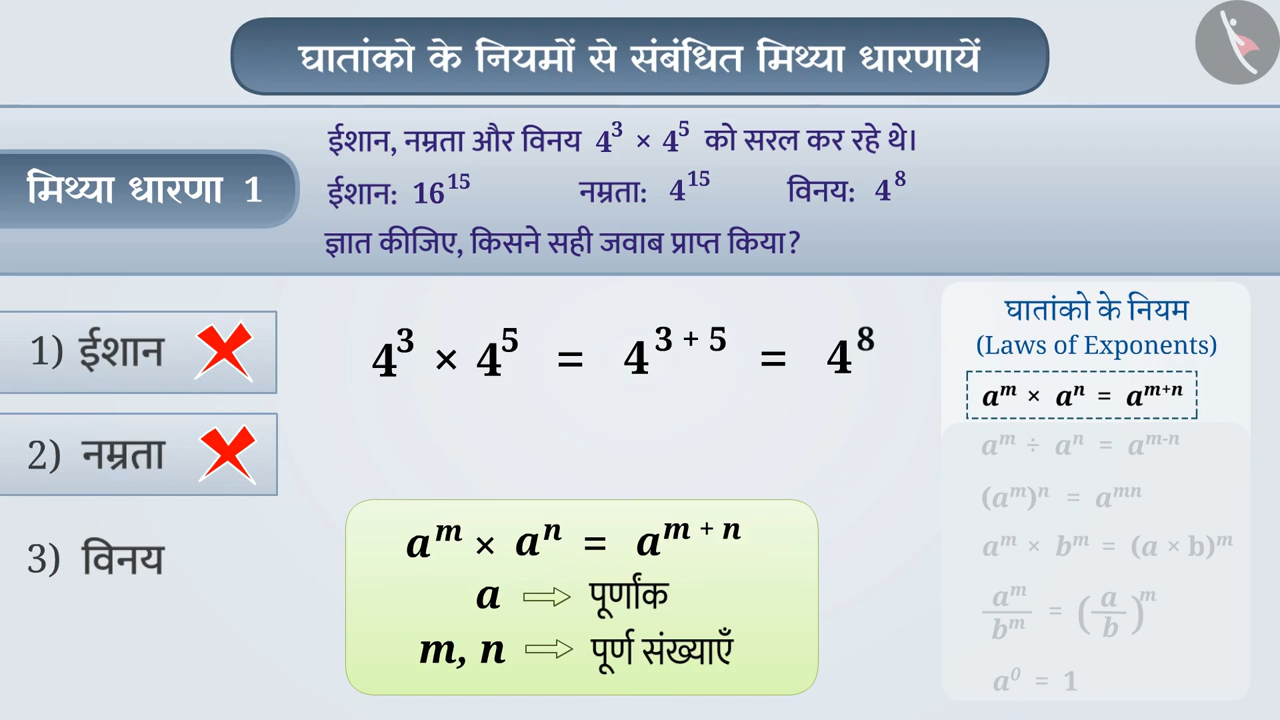 घातांको के नियमों से संबंधित मिथ्या धारणायें
मिथ्या धारणा 1
ईशान, नम्रता और विनय 4³ × 4⁵ को सरल कर रहे थे।
ईशान: 16¹⁵ नम्रता: 4¹⁵ विनय: 4⁸
ज्ञात कीजिए, किसने सही जवाब प्राप्त किया?
1) ईशान
2) नम्रता
3) विनय
4³ × 4⁵ = 4³ ⁺ ⁵ = 4⁸
aᵐ × aⁿ = aᵐ ⁺ ⁿ
a ⇨ पूर्णांक
m, n ⇨ पूर्ण संख्याएँ
घातांको के नियम
(Laws of Exponents)
aᵐ × aⁿ = aᵐ⁺ⁿ
aᵐ ÷ aⁿ = aᵐ⁻ⁿ
(aᵐ)ⁿ = aᵐⁿ
aᵐ × bᵐ = (a × b)ᵐ
aᵐ/bᵐ = (a/b)ᵐ
a⁰ = 1